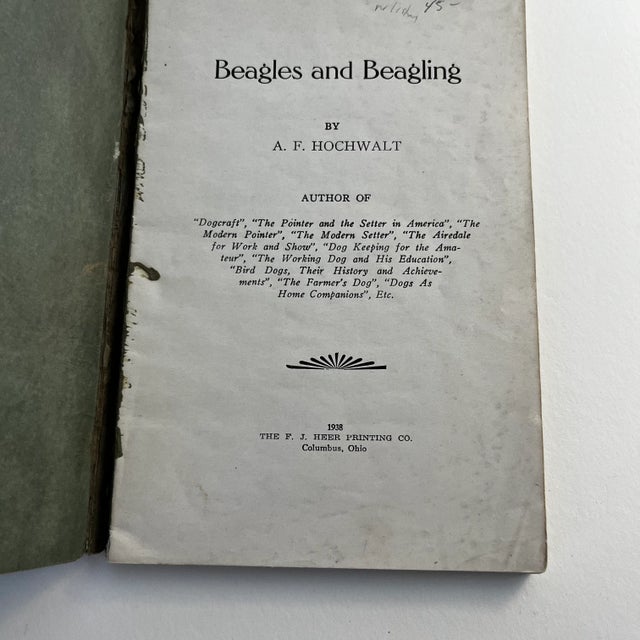 45-
Beagles and Beagling
BY
A. F. HOCHWALT
AUTHOR OF
"Dogcraft", "The Pointer and the Setter in America", "The
Modern Pointer", "The Modern Setter", "The Airedale
for Work and Show", "Dog Keeping for the Ama-
teur", "The Working Dog and His Education",
"Bird Dogs, Their History and Achieve-
ments", "The Farmer's Dog", "Dogs As
Home Companions", Etc.
1938
THE F. J. HEER PRINTING CO.
Columbus, Ohio